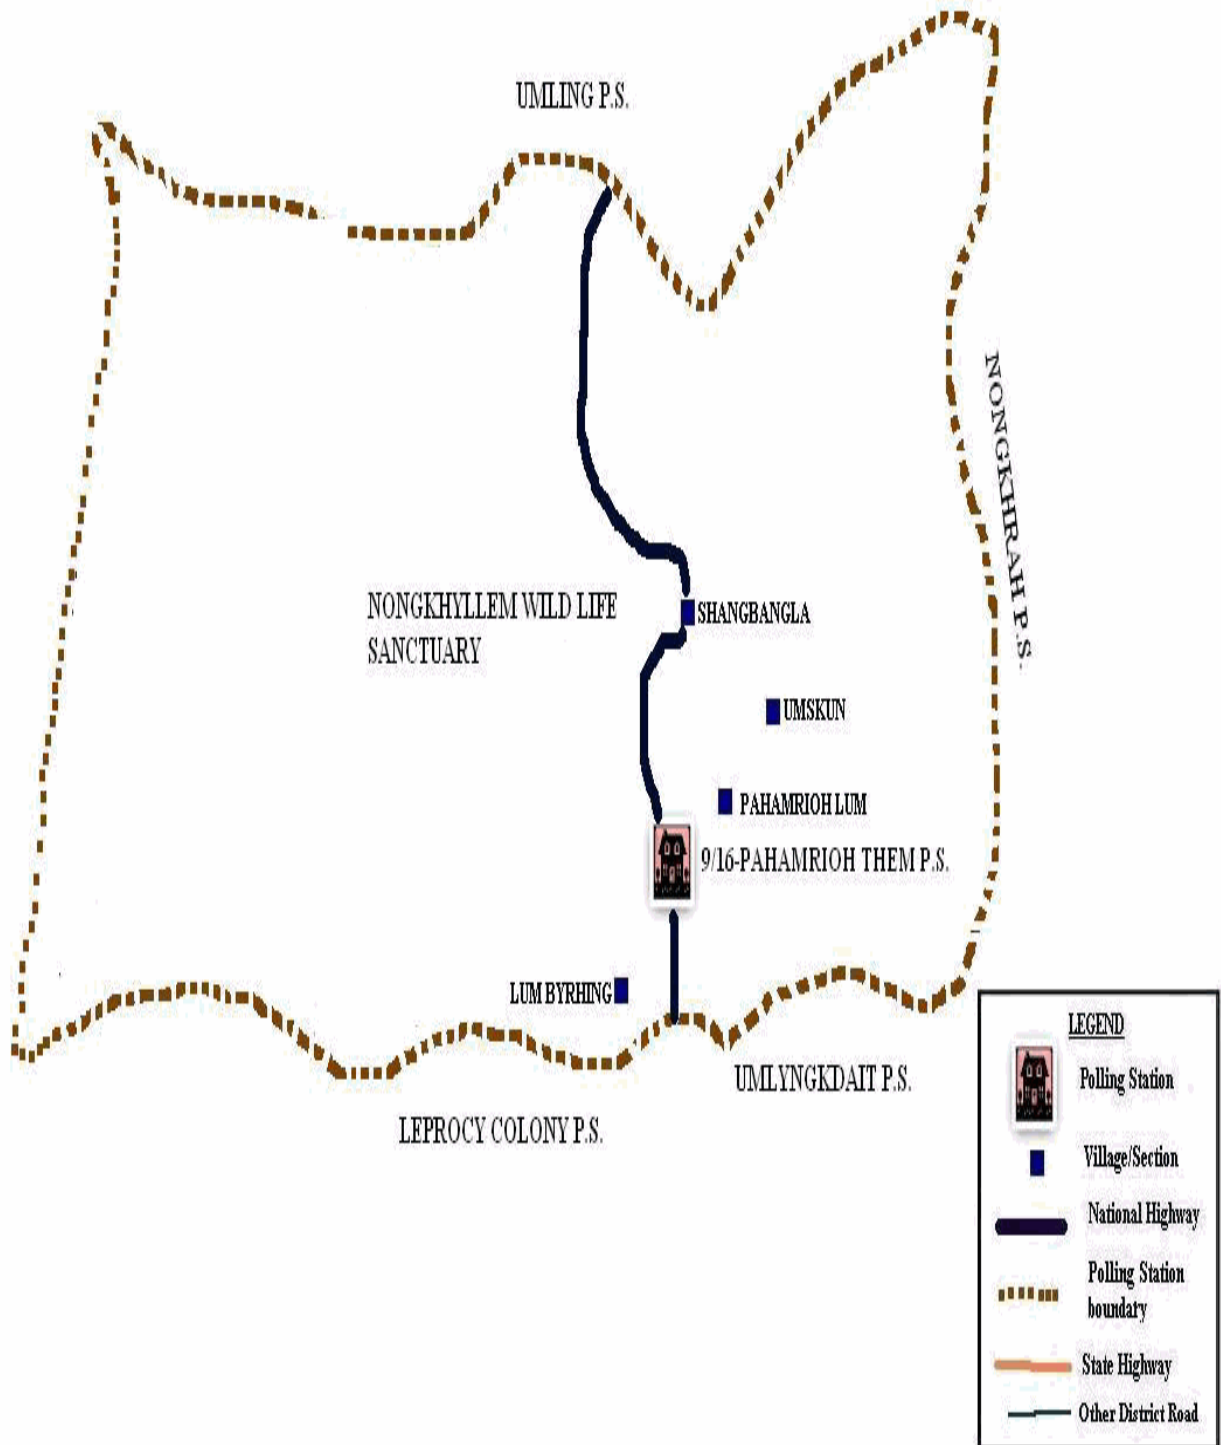 UMLING P.S.
NONGKHRAH P.S.
NONGKHYLLEM WILD LIFE
SANCTUARY
SHANGBANGLA
UMSKUN
PAHAMRIOH LUM
9/16-PAHAMRIOH THEM P.S.
LUM BYRHING
UMLYNGKDAIT P.S.
LEPROCY COLONY P.S.
LEGEND
Polling Station
Village/Section
National Highway
Polling Station
boundary
State Highway
Other District Road